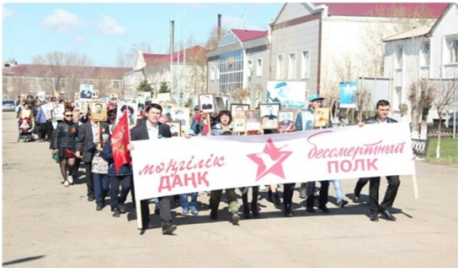 мәңгілік
ДАҢҚ
бессмертный
ПОЛК